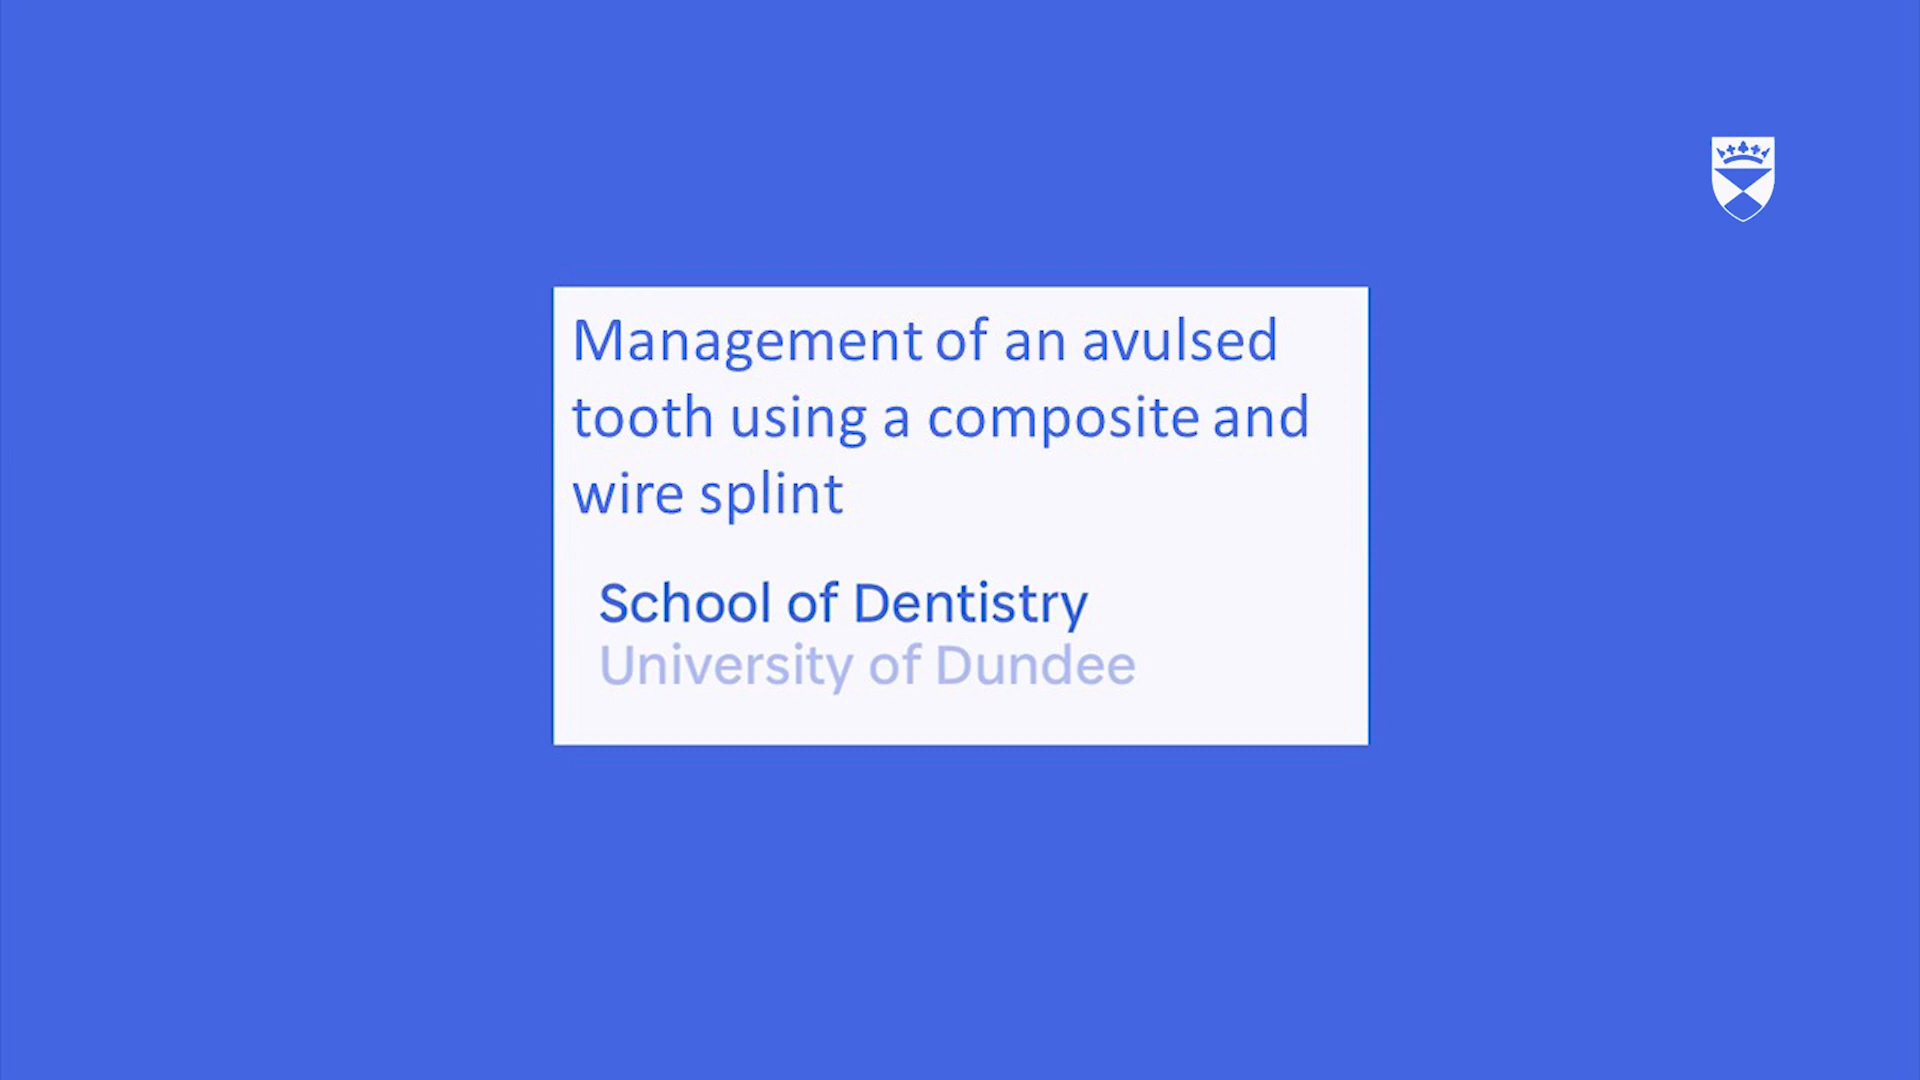 Management of an avulsed
tooth using a composite and
wire splint
School of Dentistry
University of Dundee